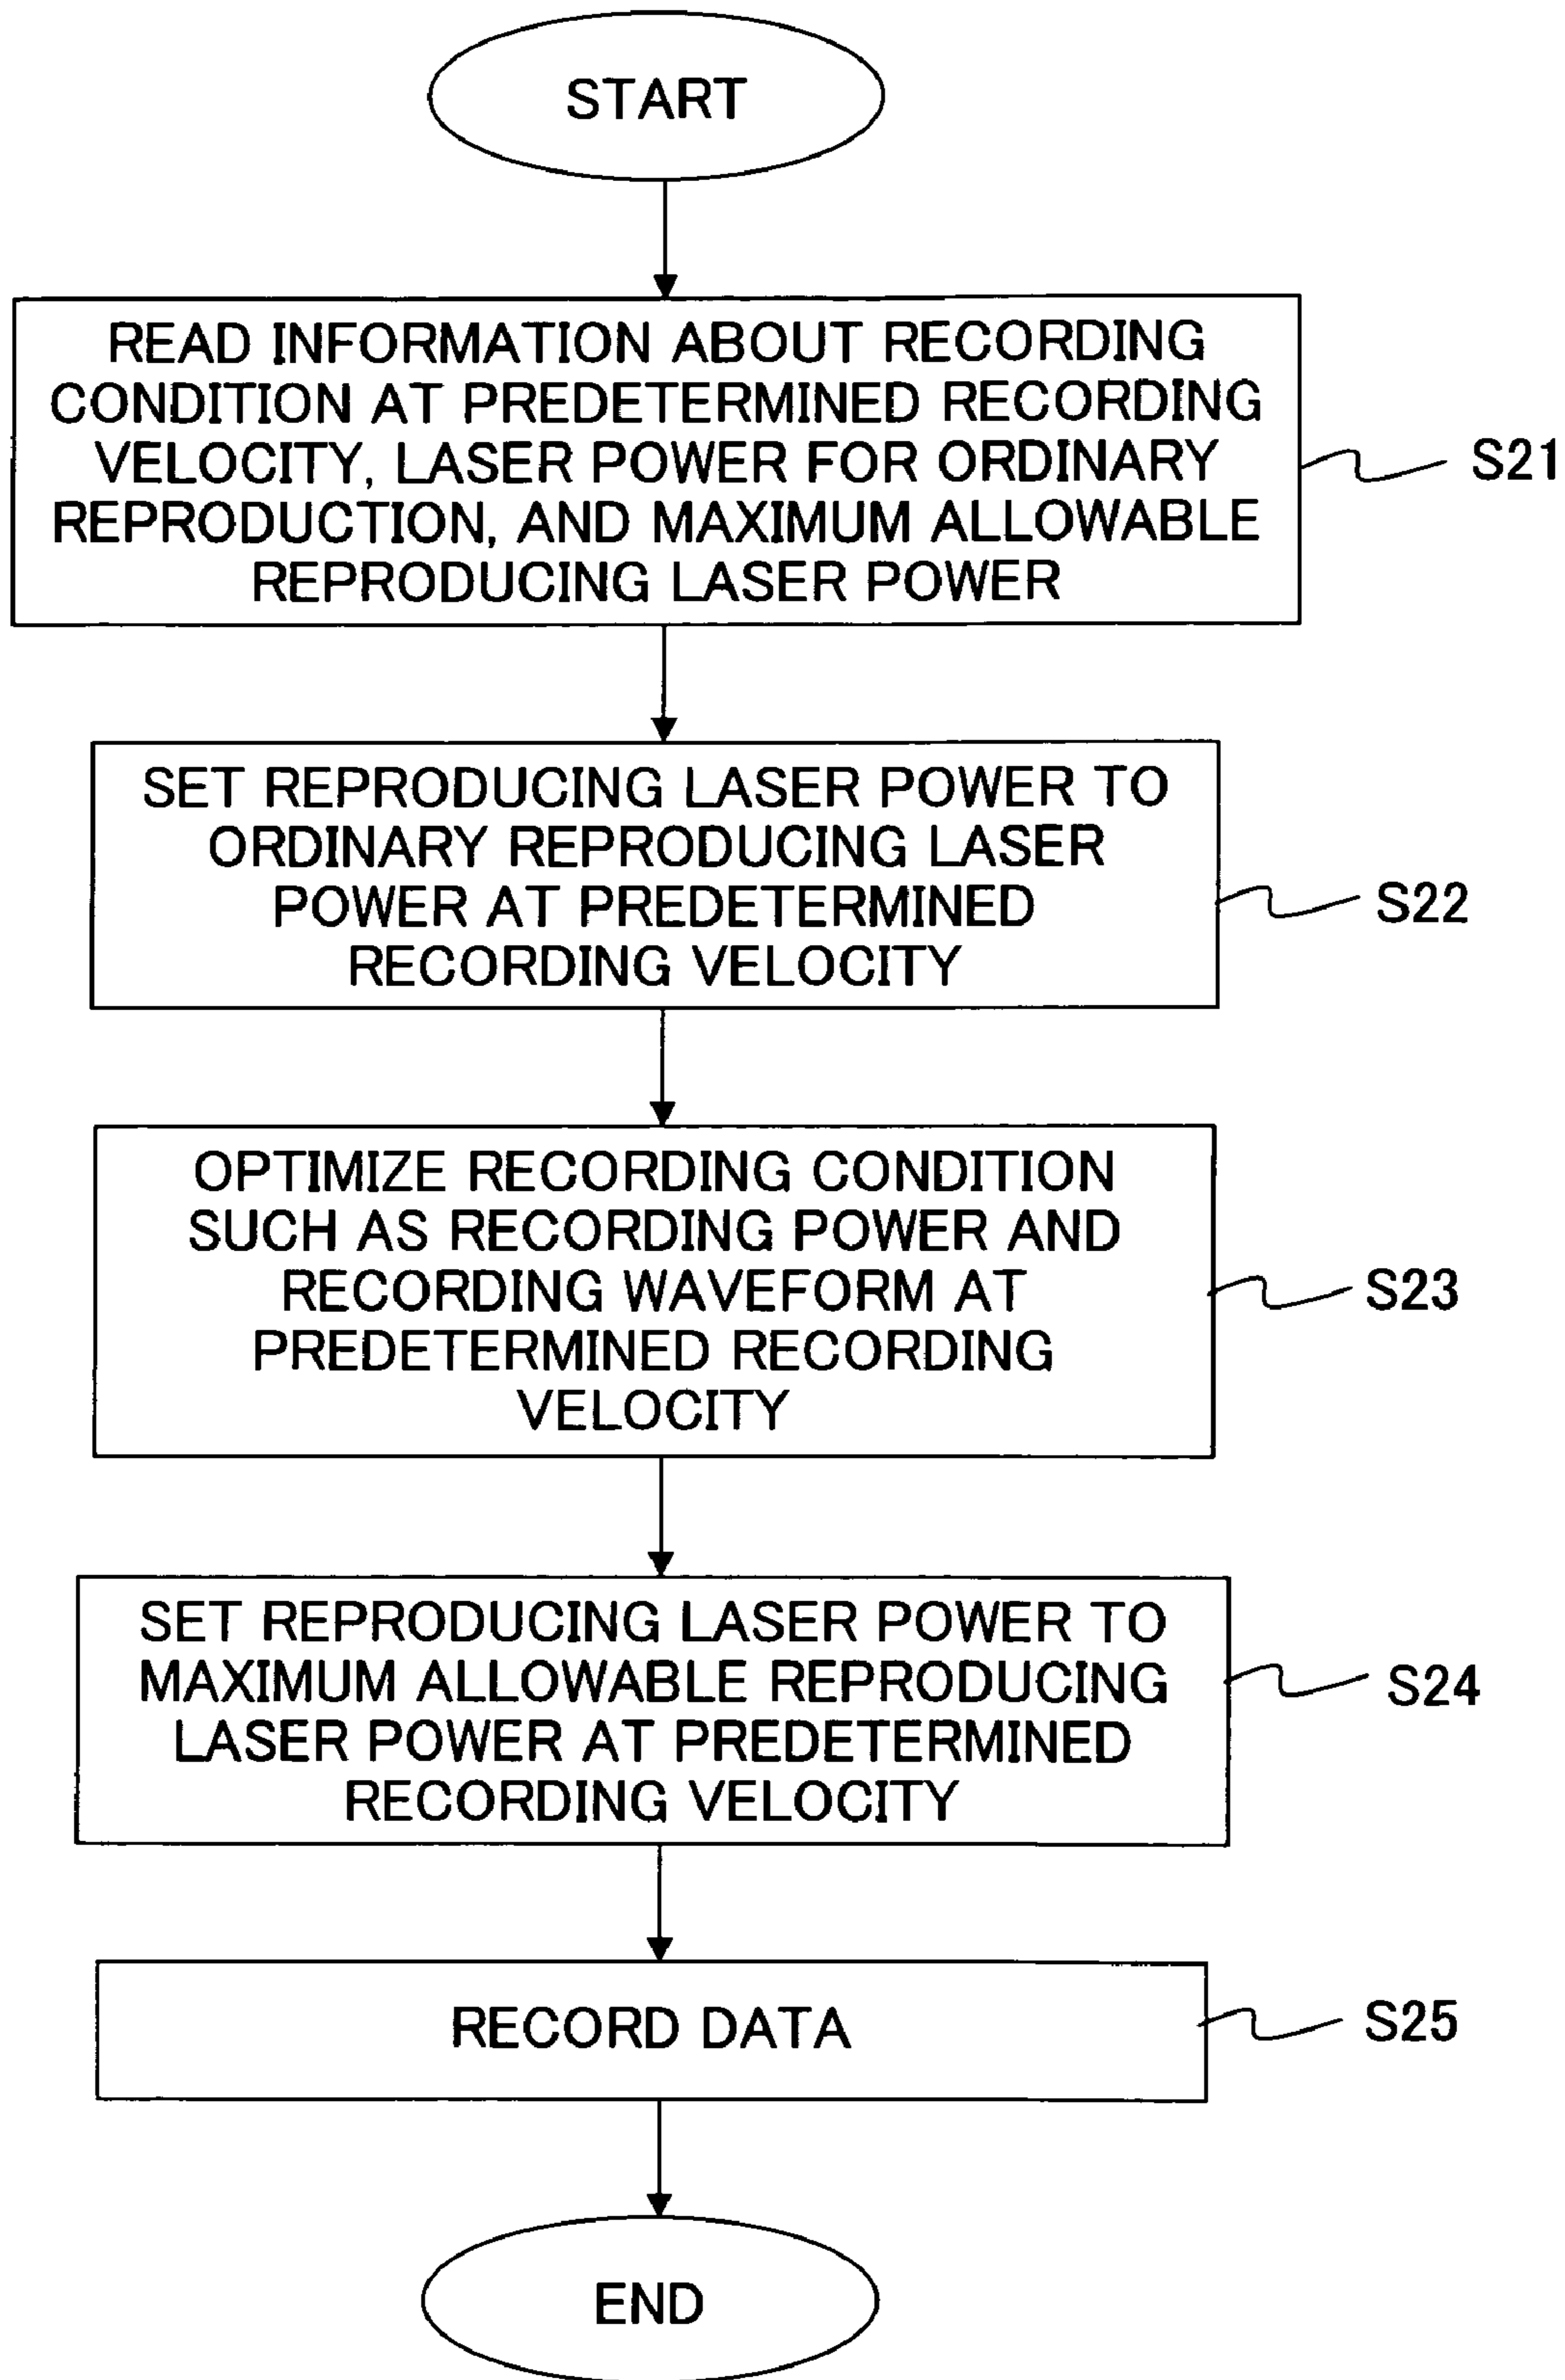 START
READ INFORMATION ABOUT RECORDING
CONDITION AT PREDETERMINED RECORDING
VELOCITY, LASER POWER FOR ORDINARY
REPRODUCTION, AND MAXIMUM ALLOWABLE
REPRODUCING LASER POWER
S21
SET REPRODUCING LASER POWER TO
ORDINARY REPRODUCING LASER
POWER AT PREDETERMINED
RECORDING VELOCITY
S22
OPTIMIZE RECORDING CONDITION
SUCH AS RECORDING POWER AND
RECORDING WAVEFORM AT
PREDETERMINED RECORDING
VELOCITY
S23
SET REPRODUCING LASER POWER TO
MAXIMUM ALLOWABLE REPRODUCING
LASER POWER AT PREDETERMINED
RECORDING VELOCITY
S24
RECORD DATA
S25
END